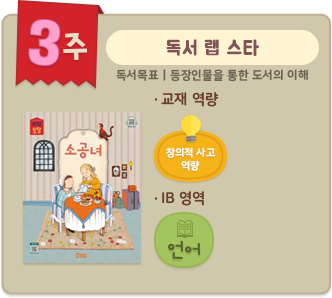 3주
독서 랩 스타
독서목표 | 등장인물을 통한 도서의 이해
· 교재 역량
소공녀
창의적 사고
역량
· IB 영역
언어